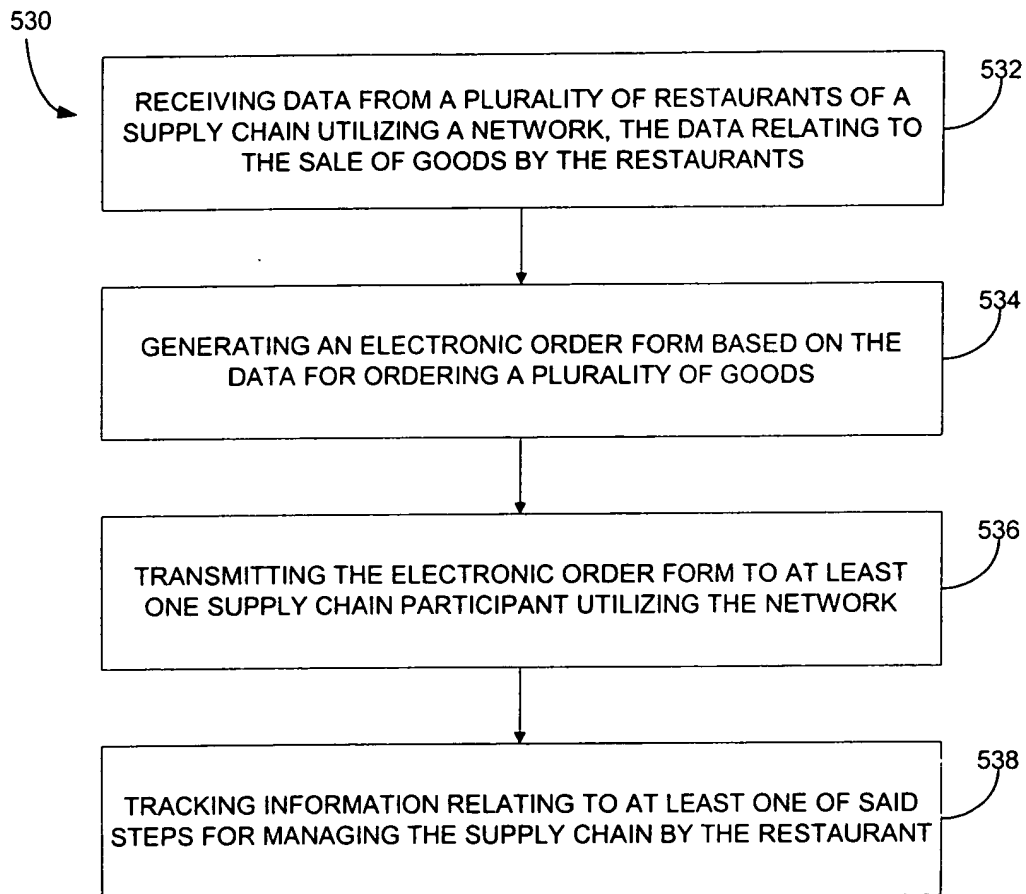 530
532
RECEIVING DATA FROM A PLURALITY OF RESTAURANTS OF A
SUPPLY CHAIN UTILIZING A NETWORK, THE DATA RELATING TO
THE SALE OF GOODS BY THE RESTAURANTS
534
GENERATING AN ELECTRONIC ORDER FORM BASED ON THE
DATA FOR ORDERING A PLURALITY OF GOODS
536
TRANSMITTING THE ELECTRONIC ORDER FORM TO AT LEAST
ONE SUPPLY CHAIN PARTICIPANT UTILIZING THE NETWORK
538
TRACKING INFORMATION RELATING TO AT LEAST ONE OF SAID
STEPS FOR MANAGING THE SUPPLY CHAIN BY THE RESTAURANT